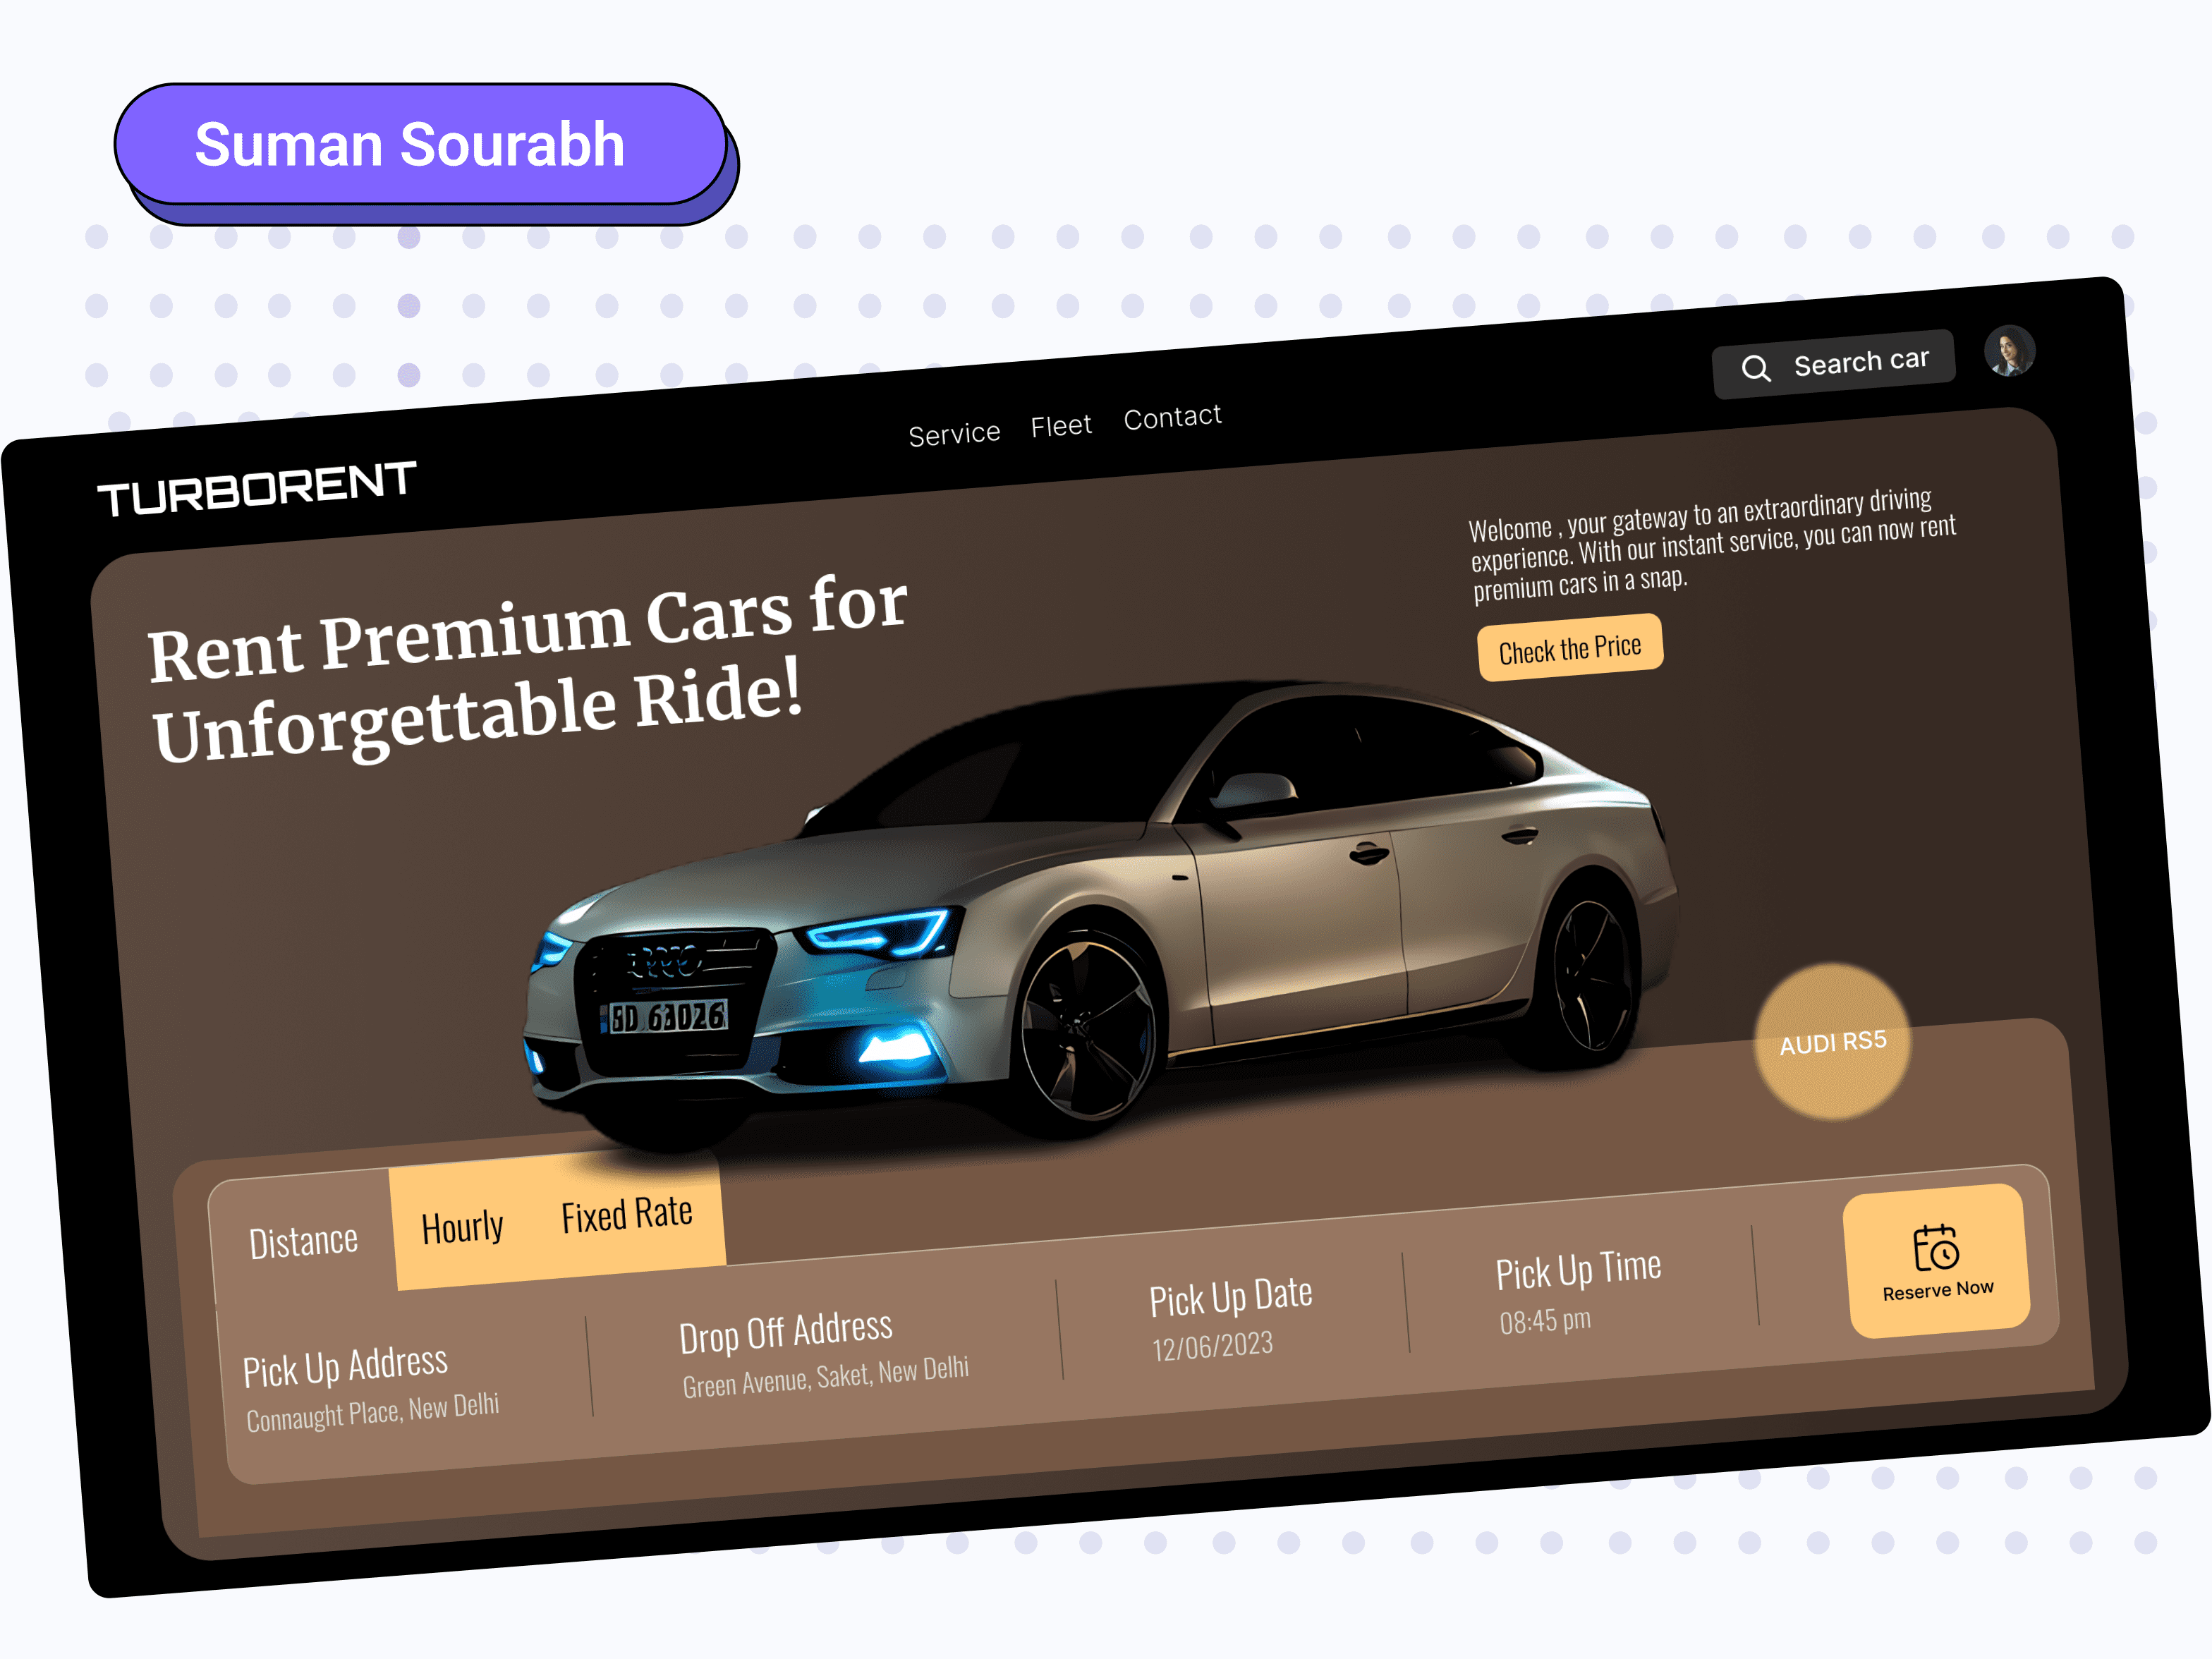 Suman Sourabh
TURBORENT
Service Fleet Contact
Search car
Rent Premium Cars for
Unforgettable Ride!
Welcome , your gateway to an extraordinary driving
experience. With our instant service, you can now rent
premium cars in a snap.
Check the Price
AUDI RS5
Distance
Hourly
Fixed Rate
Pick Up Address
Connaught Place, New Delhi
Drop Off Address
Green Avenue, Saket, New Delhi
Pick Up Date
12/06/2023
Pick Up Time
08:45 pm
Reserve Now